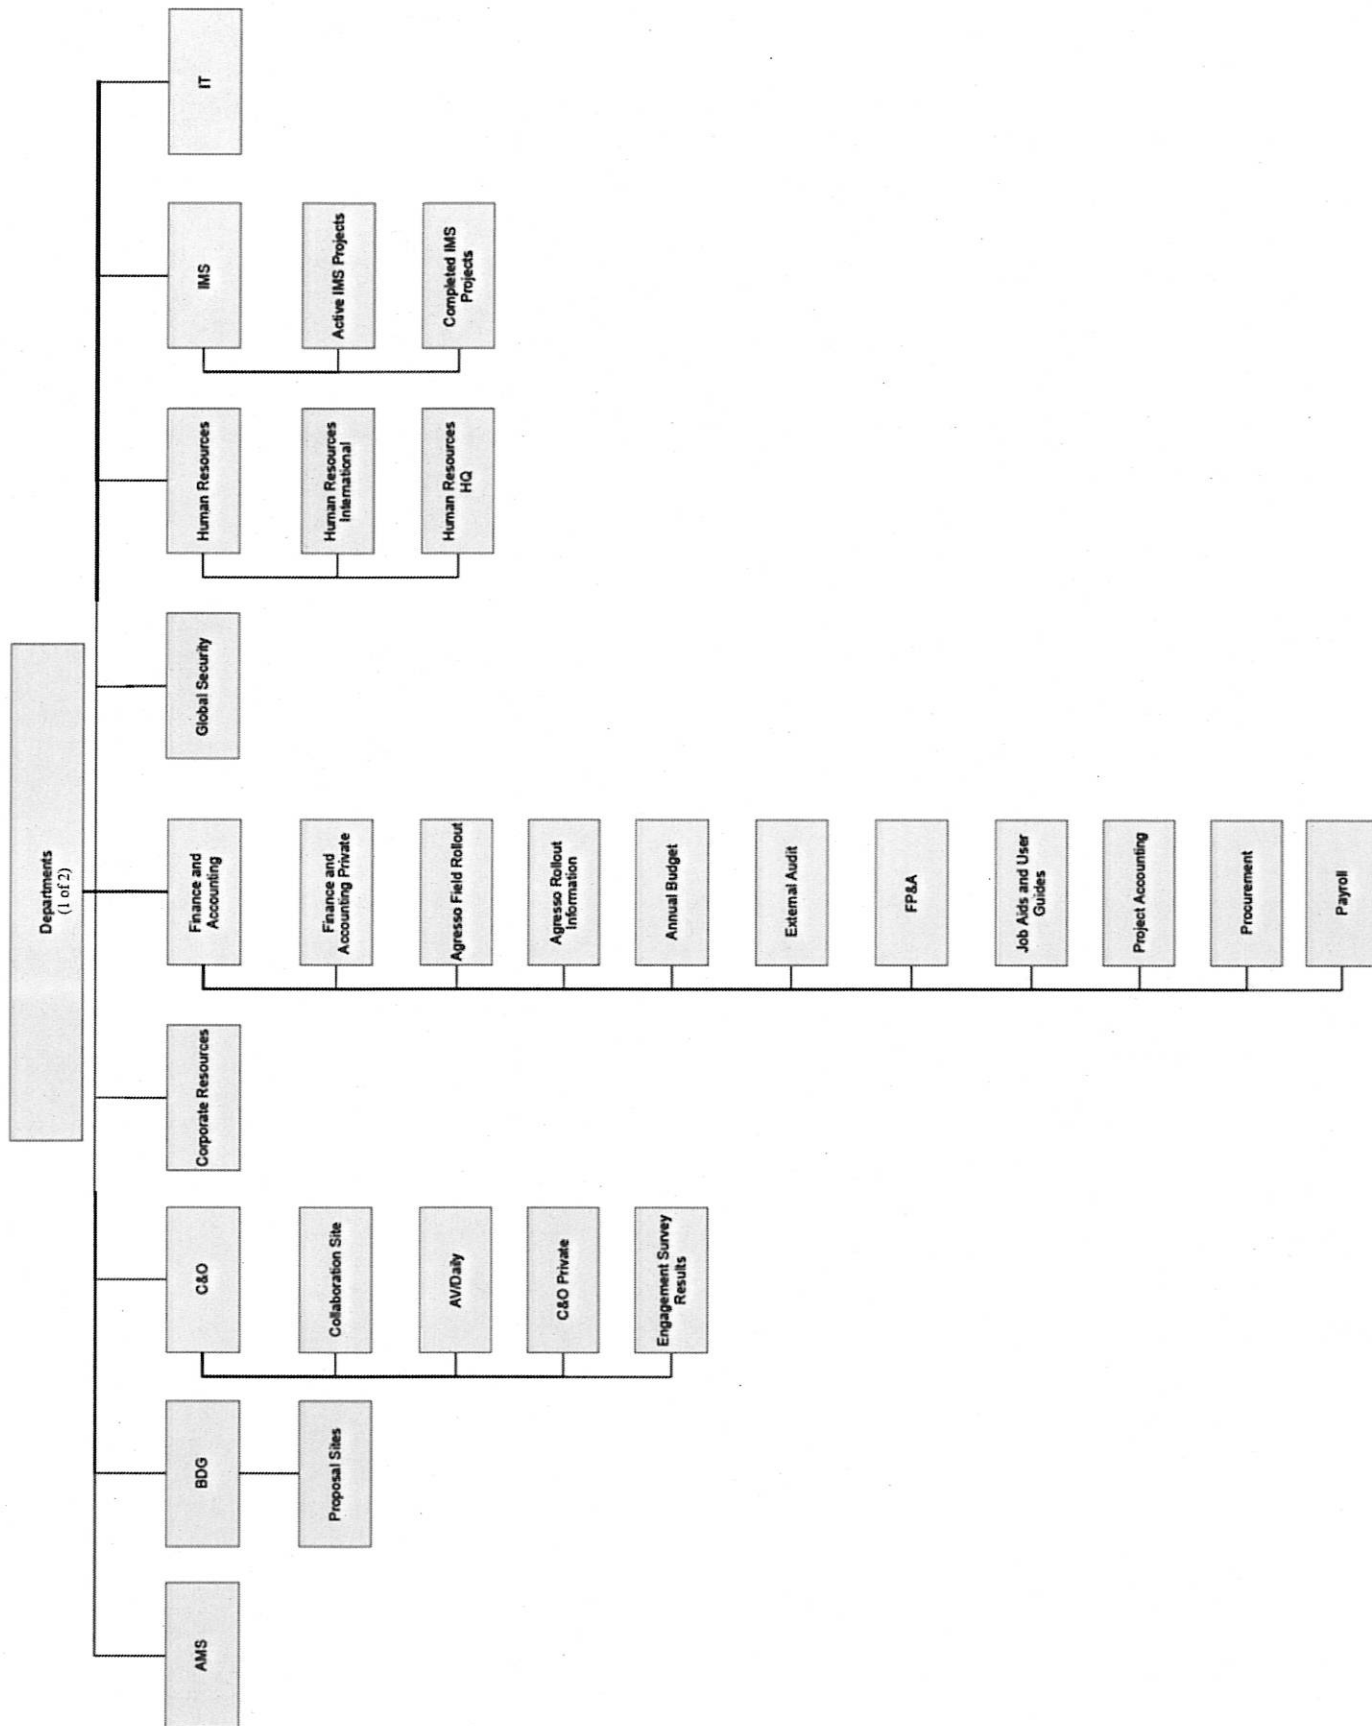 Departments
(1 of 2)
AMS
BDG
Proposal Sites
C&O
Collaboration Site
AV/Daily
C&O Private
Engagement Survey
Results
Corporate Resources
Finance and
Accounting
Finance and
Accounting Private
Agresso Field Rollout
Agresso Rollout
Information
Annual Budget
External Audit
FP&A
Job Aids and User
Guides
Project Accounting
Procurement
Payroll
Global Security
Human Resources
Human Resources
International
Human Resources
HQ
IMS
Active IMS Projects
Completed IMS
Projects
IT